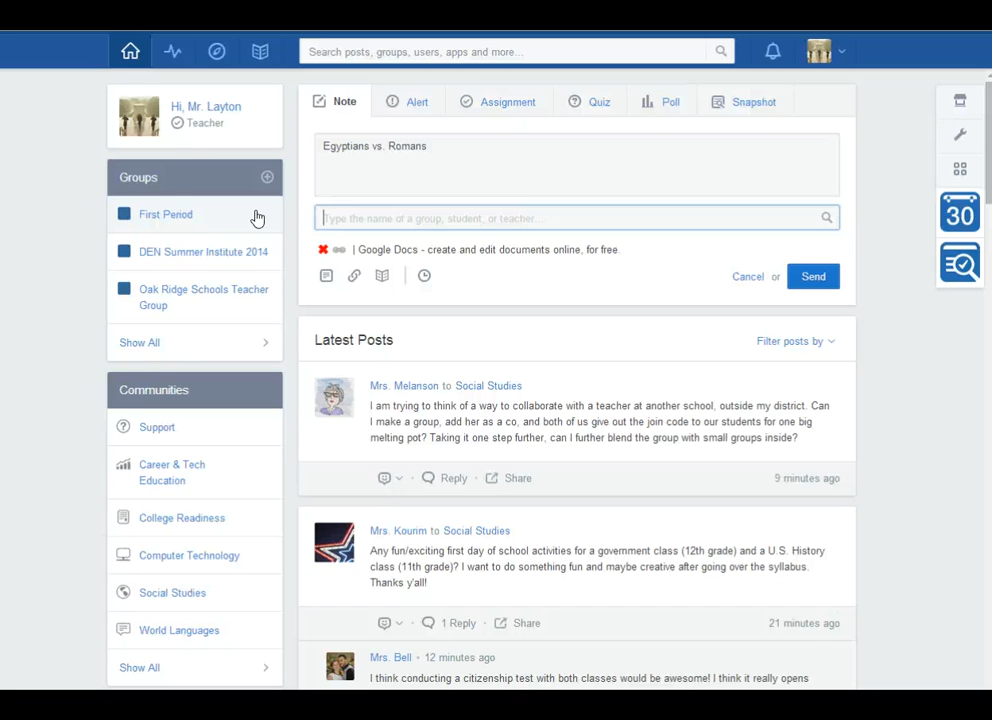 Search posts, groups, users, apps and more...
Hi, Mr. Layton
Teacher
Groups
First Period
DEN Summer Institute 2014
Oak Ridge Schools Teacher
Group
Show All
Communities
Support
Career & Tech
Education
College Readiness
Computer Technology
Social Studies
World Languages
Show All
Note
Alert
Assignment
Quiz
Poll
Snapshot
Egyptians vs. Romans
Type the name of a group, student, or teacher...
| Google Docs - create and edit documents online, for free.
Cancel or Send
Latest Posts
Filter posts by
Mrs. Melanson to Social Studies
I am trying to think of a way to collaborate with a teacher at another school, outside my district. Can
I make a group, add her as a co, and both of us give out the join code to our students for one big
melting pot? Taking it one step further, can I further blend the group with small groups inside?
Reply · Share
9 minutes ago
Mrs. Kourim to Social Studies
Any fun/exciting first day of school activities for a government class (12th grade) and a U.S. History
class (11th grade)? I want to do something fun and maybe creative after going over the syllabus.
Thanks y'all!
1 Reply · Share
21 minutes ago
Mrs. Bell · 12 minutes ago
I think conducting a citizenship test with both classes would be awesome! I think it really opens
30